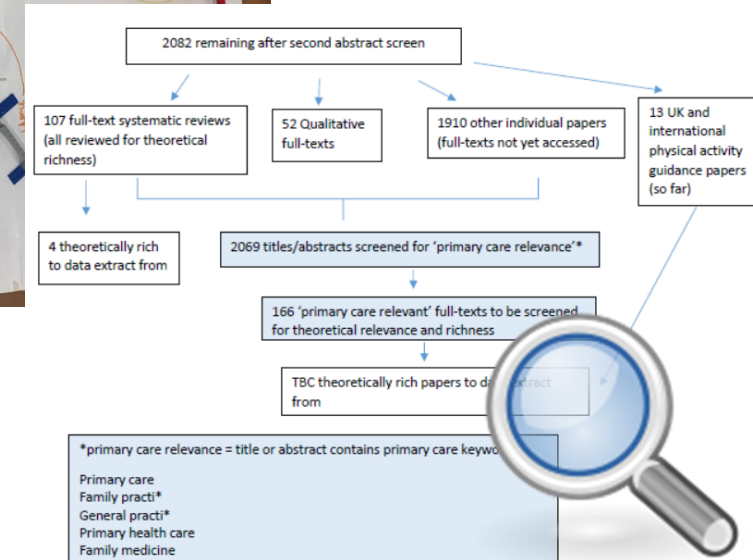 2082 remaining after second abstract screen
107 full-text systematic reviews
(all reviewed for theoretical
richness)
52 Qualitative
full-texts
1910 other individual papers
(full-texts not yet accessed)
13 UK and
international
physical activity
guidance papers
(so far)
4 theoretically rich
to data extract from
2069 titles/abstracts screened for 'primary care relevance'*
166 'primary care relevant' full-texts to be screened
for theoretical relevance and richness
TBC theoretically rich papers to data extract
from
*primary care relevance = title or abstract contains primary care
Primary care
Family practi*
General practi*
Primary health care
Family medicine